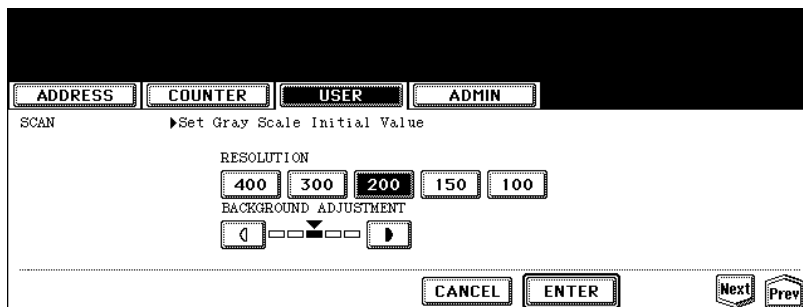 ADDRESS COUNTER USER ADMIN
SCAN ▶Set Gray Scale Initial Value
RESOLUTION
400 300 200 150 100
BACKGROUND ADJUSTMENT
CANCEL ENTER Next Prev